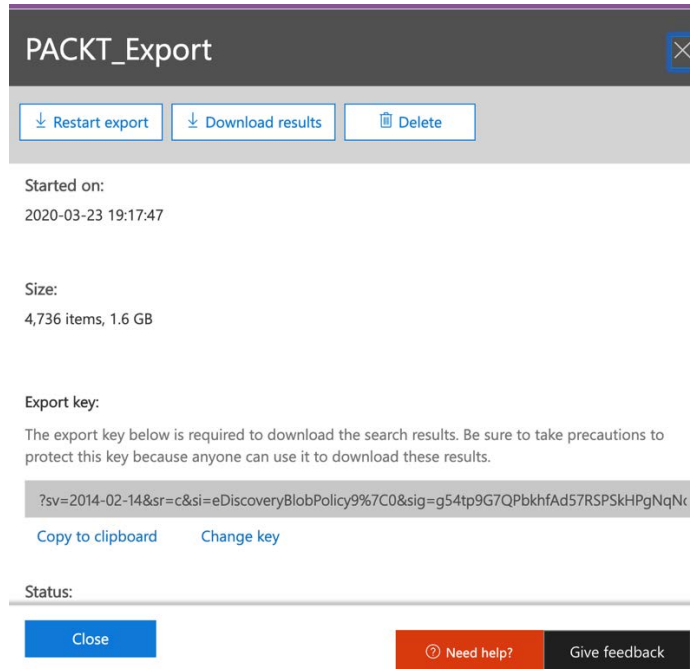 PACKT_Export
Restart export
Download results
Delete
Started on:
2020-03-23 19:17:47
Size:
4,736 items, 1.6 GB
Export key:
The export key below is required to download the search results. Be sure to take precautions to
protect this key because anyone can use it to download these results.
?sv=2014-02-14&sr=c&si=eDiscoveryBlobPolicy9%7C0&sig=g54tp9G7QPbkhfAd57RSPSkHPgNqN
Copy to clipboard
Change key
Status:
Close
Need help?
Give feedback